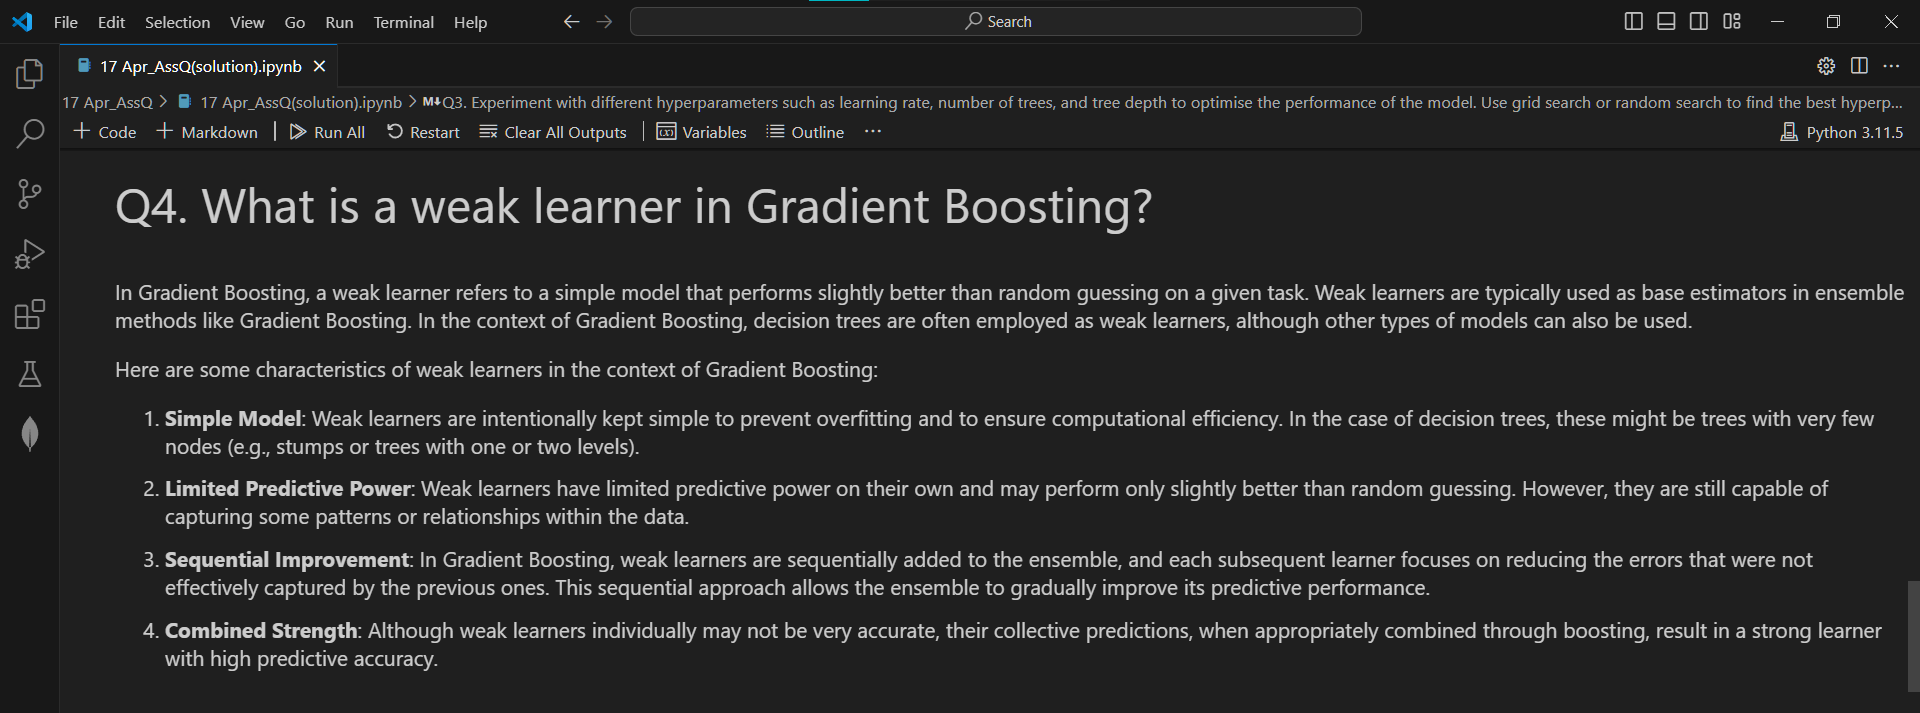 File Edit Selection View Go Run Terminal Help
Search
17 Apr_AssQ(solution).ipynb
17 Apr_AssQ > 17 Apr_AssQ(solution).ipynb > M↓Q3. Experiment with different hyperparameters such as learning rate, number of trees, and tree depth to optimise the performance of the model. Use grid search or random search to find the best hyperp...
+ Code + Markdown | Run All Restart Clear All Outputs | Variables Outline ... Python 3.11.5
Q4. What is a weak learner in Gradient Boosting?
In Gradient Boosting, a weak learner refers to a simple model that performs slightly better than random guessing on a given task. Weak learners are typically used as base estimators in ensemble
methods like Gradient Boosting. In the context of Gradient Boosting, decision trees are often employed as weak learners, although other types of models can also be used.
Here are some characteristics of weak learners in the context of Gradient Boosting:
1. Simple Model: Weak learners are intentionally kept simple to prevent overfitting and to ensure computational efficiency. In the case of decision trees, these might be trees with very few
nodes (e.g., stumps or trees with one or two levels).
2. Limited Predictive Power: Weak learners have limited predictive power on their own and may perform only slightly better than random guessing. However, they are still capable of
capturing some patterns or relationships within the data.
3. Sequential Improvement: In Gradient Boosting, weak learners are sequentially added to the ensemble, and each subsequent learner focuses on reducing the errors that were not
effectively captured by the previous ones. This sequential approach allows the ensemble to gradually improve its predictive performance.
4. Combined Strength: Although weak learners individually may not be very accurate, their collective predictions, when appropriately combined through boosting, result in a strong learner
with high predictive accuracy.